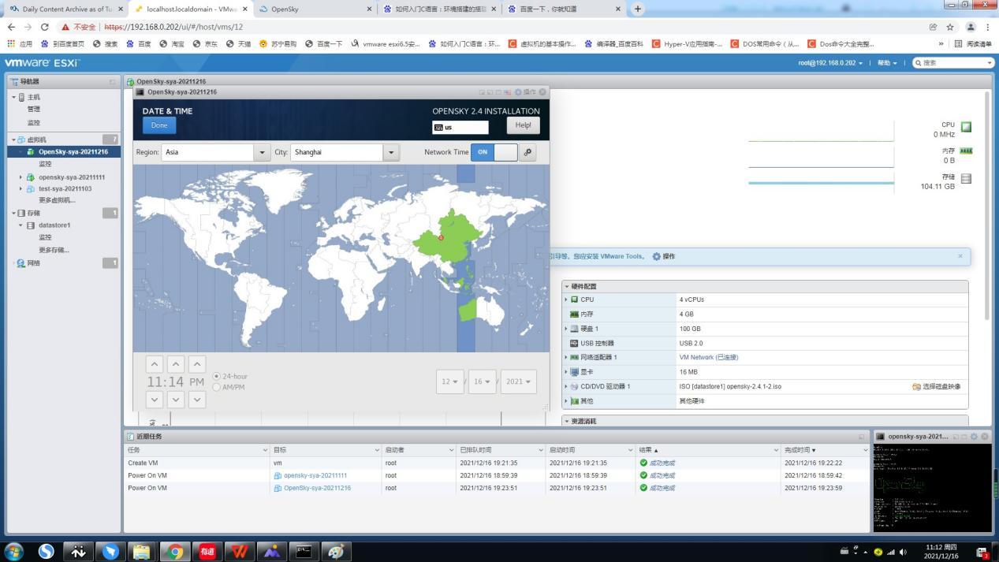 Daily Content Archive as of Tu
localhost.localdomain - VMw
OpenSky
如何入门C语言：环境搭建的搭
百度一下，你就知道
不安全
https://192.168.0.202/ui/#/host/vms/12
应用
到百度首页
搜索
百度
淘宝
京东
天猫
苏宁易购
百度一下
vmware esxi6.5安...
如何入门C语言：环...
虚拟机的基本操作...
编译器_百度百科
Hyper-V应用指南-...
DOS常用命令（从...
Dos命令大全完整...
»
阅读清单
vmware ESXi™
root@192.168.0.202
帮助
搜索
导航器
OpenSky-sya-20211216
主机
管理
监控
虚拟机
7
OpenSky-sya-20211216
监控
opensky-sya-20211111
test-sya-20211103
更多虚拟机...
存储
1
datastore1
监控
更多存储...
网络
1
OpenSky-sya-20211216
操作
DATE & TIME
OPENSKY 2.4 INSTALLATION
Done
us
Help!
Region:
Asia
City:
Shanghai
Network Time
ON
11:14 PM
24-hour
AM/PM
12 / 16 / 2021
CPU
0 MHz
内存
0 B
存储
104.11 GB
引导等。您应安装 VMware Tools。
操作
硬件配置
CPU
4 vCPUs
内存
4 GB
硬盘 1
100 GB
USB 控制器
USB 2.0
网络适配器 1
VM Network (已连接)
显卡
16 MB
CD/DVD 驱动器 1
ISO [datastore1] opensky-2.4.1-2.iso
选择磁盘映像
其他
其他硬件
资源消耗
近期任务
任务
目标
启动者
已排队时间
启动时间
结果 ▲
完成时间 ▼
Create VM
vm
root
2021/12/16 19:21:35
2021/12/16 19:21:35
成功完成
2021/12/16 19:22:22
Power On VM
opensky-sya-20211111
root
2021/12/16 18:59:39
2021/12/16 18:59:39
成功完成
2021/12/16 18:59:42
Power On VM
OpenSky-sya-20211216
root
2021/12/16 19:23:51
2021/12/16 19:23:51
成功完成
2021/12/16 19:23:59
opensky-sya-2021...
OpenSky
有道
11:12 周四
2021/12/16
3